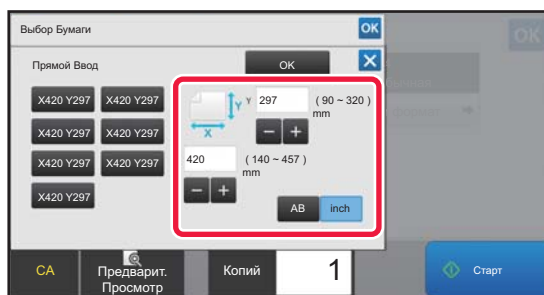 Выбор Бумаги
OK
OK
Прямой Ввод
OK
X420 Y297
X420 Y297
X420 Y297
X420 Y297
X420 Y297
X420 Y297
X420 Y297
Y
X
Y
297
( 90 ~ 320 )
mm
420
( 140 ~ 457 )
mm
AB
inch
формат
CA
Предварит.
Просмотр
Копий
1
Старт